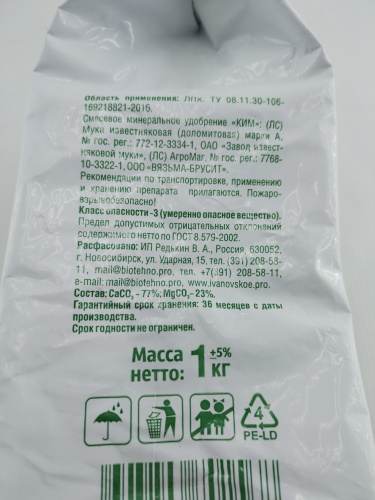 Область применения: ЛПХ. ТУ 08.11.30-106-
169218821-2016.
Смесевое минеральное удобрение «КИМ»: (ЛС)
Мука известняковая (доломитовая) марки А,
№ гос. рег.: 772-12-3334-1, ОАО «Завод извест-
няковой муки», (ЛС) АгроМаг, № гос. рег.: 7768-
10-3322-1, ООО «ВЯЗЬМА-БРУСИТ».
Рекомендации по транспортировке, применению
и хранению препарата прилагаются. Пожаро-
взрывобезопасно!
Класс опасности -3 (умеренно опасное вещество).
Предел допустимых отрицательных отклонений
содержимого нетто по ГОСТ 8.579-2002.
Расфасовано: ИП Редькин В. А., Россия, 630052,
г. Новосибирск, ул. Ударная, 15, тел. (391) 208-58-
11, mail@biotehno.pro, тел. +7(391) 208-58-11,
e-mail: mail@biotehno.pro, www.ivanovskoe.pro.
Состав: CaCO₃ - 77%; MgCO₃ - 23%.
Гарантийный срок хранения: 36 месяцев с даты
производства.
Срок годности не ограничен.
Масса нетто: 1 ±5% КГ
4
PE-LD